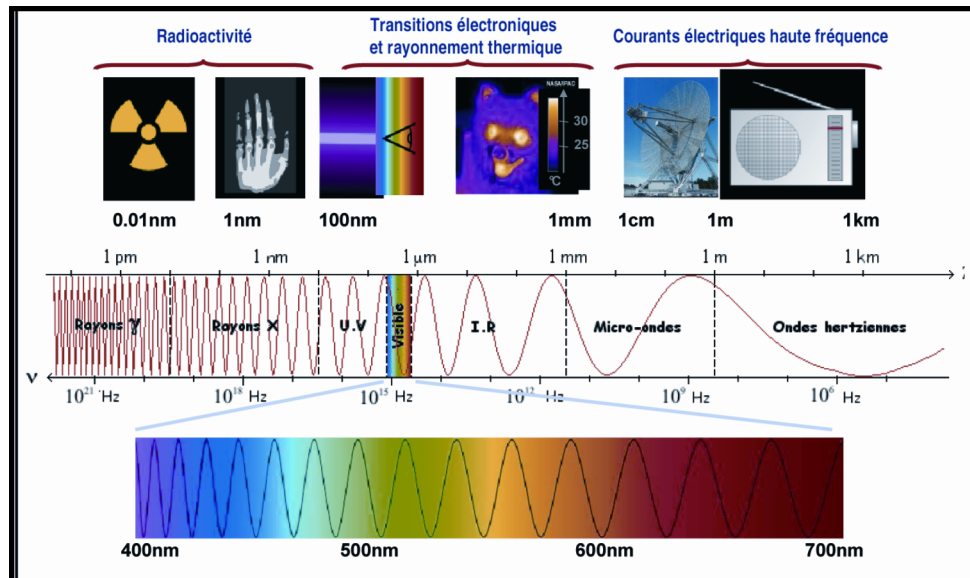 Radioactivité
Transitions électroniques
et rayonnement thermique
Courants électriques haute fréquence
NASA/IPAC
30
25
°C
0.01nm 1nm 100nm 1mm 1cm 1m 1km
1 pm 1 nm 1 µm 1 mm 1 m 1 km
Rayons γ Rayons X U.V Visible I.R Micro-ondes Ondes hertziennes
ν
10²¹ Hz 10¹⁸ Hz 10¹⁵ Hz 10¹² Hz 10⁹ Hz 10⁶ Hz
400nm 500nm 600nm 700nm